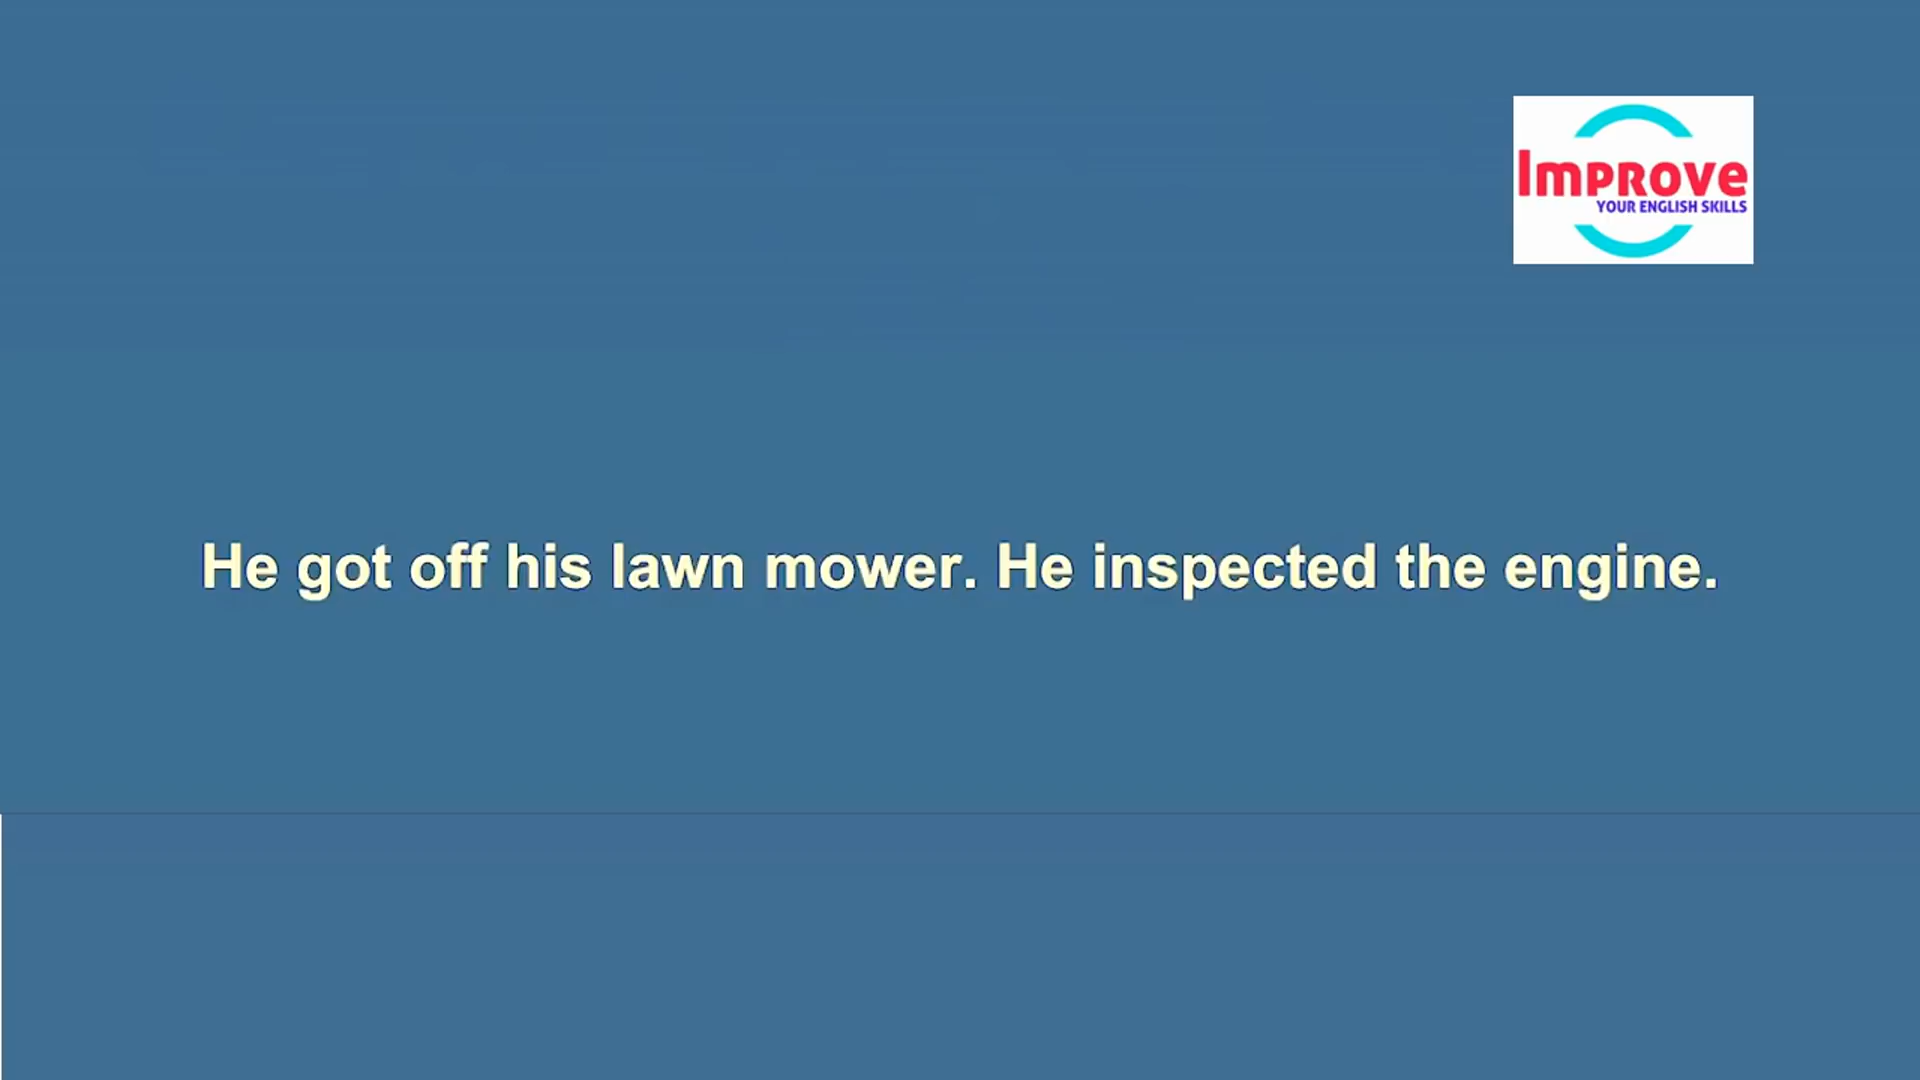 Improve
YOUR ENGLISH SKILLS
He got off his lawn mower. He inspected the engine.